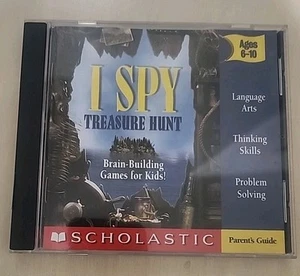 Ages
6-10
I SPY
TREASURE HUNT
Brain-Building
Games for Kids!
Language
Arts
Thinking
Skills
Problem
Solving
SCHOLASTIC
Parent's Guide